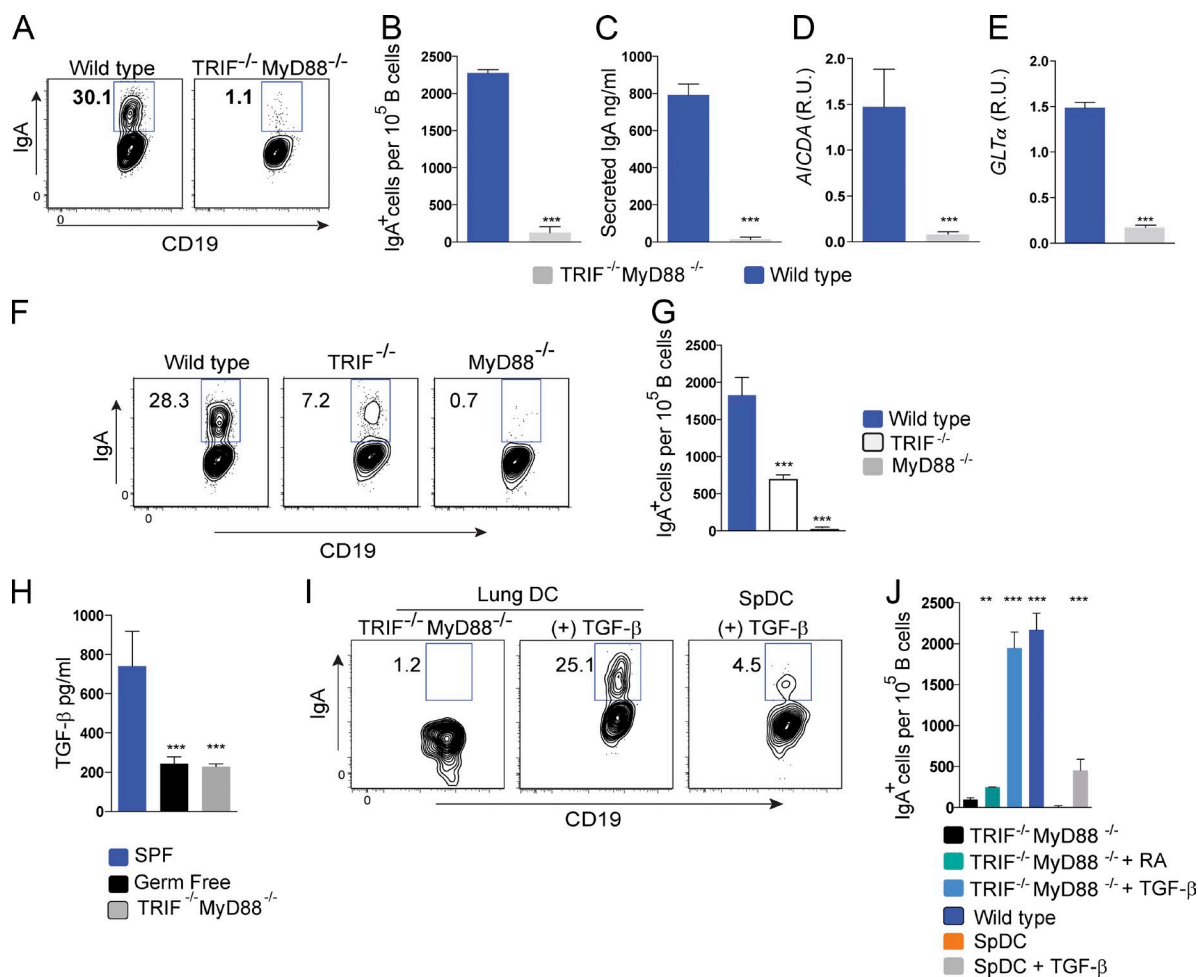 A
Wild type
TRIF-/- MyD88-/-
30.1
1.1
IgA
0
0
CD19
B
IgA+cells per 10^5 B cells
2500
2000
1500
1000
500
0
***
C
Secreted IgA ng/ml
1000
800
600
400
200
0
***
D
AICDA (R.U.)
2.0
1.5
1.0
0.5
0.0
***
E
GLTα (R.U.)
2.0
1.5
1.0
0.5
0.0
***
TRIF-/-MyD88 -/-
Wild type
F
Wild type
TRIF-/-
MyD88-/-
28.3
7.2
0.7
IgA
0
0
CD19
G
IgA+cells per 10^5 B cells
2500
2000
1500
1000
500
0
***
***
Wild type
TRIF-/-
MyD88 -/-
H
TGF-β pg/ml
1000
800
600
400
200
0
***
***
SPF
Germ Free
TRIF-/-MyD88-/-
I
Lung DC
SpDC
TRIF-/- MyD88-/-
(+) TGF-β
(+) TGF-β
1.2
25.1
4.5
IgA
0
0
CD19
J
IgA+ cells per 10^5 B cells
2500
2000
1500
1000
500
0
**
***
***
***
TRIF-/- MyD88 -/-
TRIF-/- MyD88 -/- + RA
TRIF-/- MyD88 -/- + TGF-β
Wild type
SpDC
SpDC + TGF-β